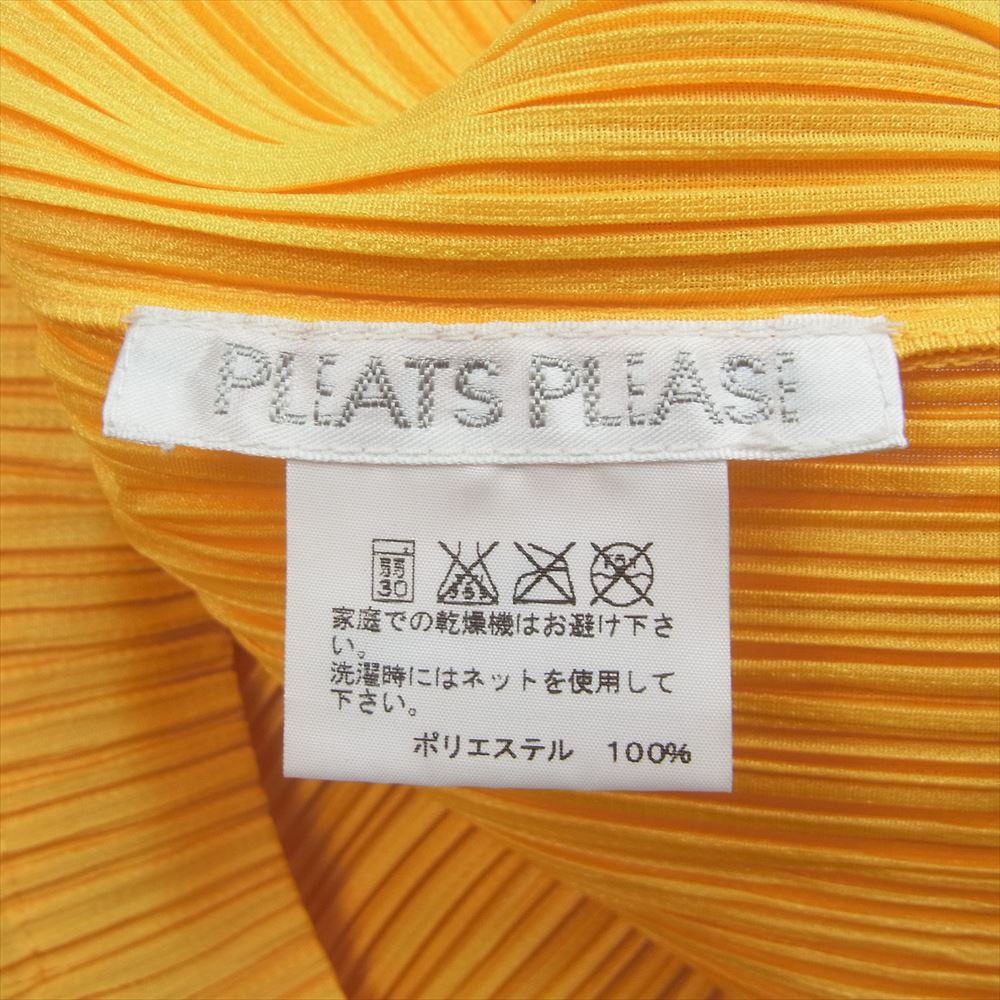 PLEATS PLEASE
弱
30
家庭での乾燥機はお避け下さ
い。
洗濯時にはネットを使用して
下さい。
ポリエステル 100%